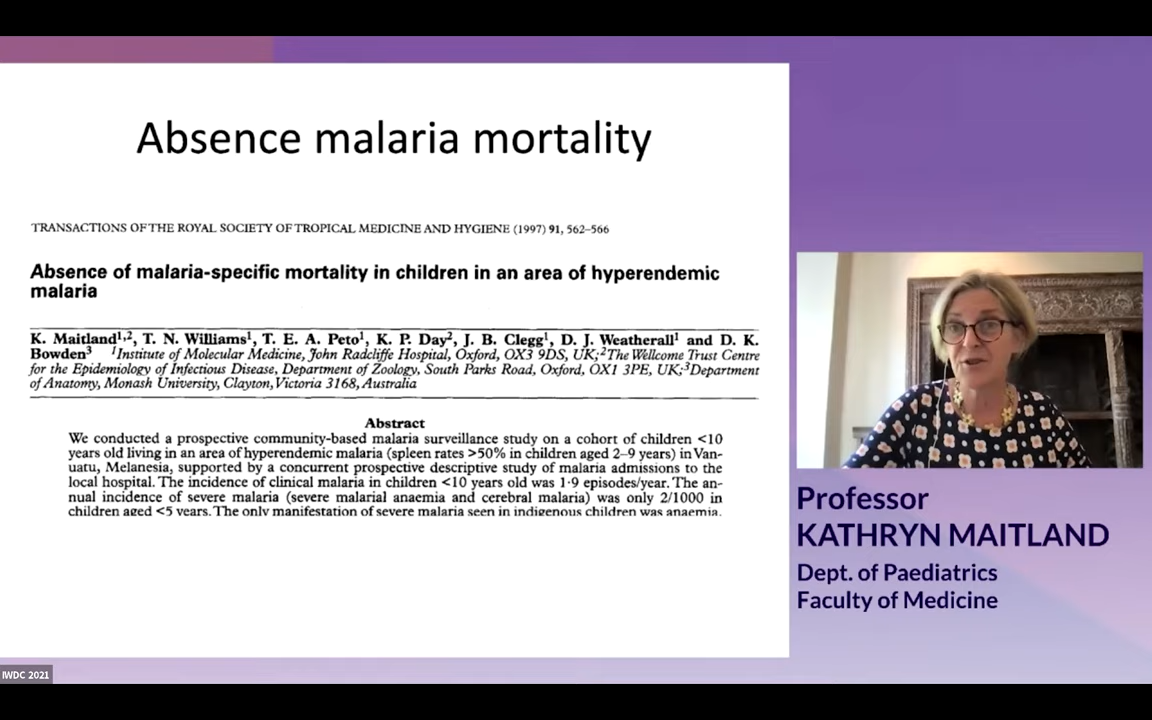 Absence malaria mortality
TRANSACTIONS OF THE ROYAL SOCIETY OF TROPICAL MEDICINE AND HYGIENE (1997) 91, 562–566
Absence of malaria-specific mortality in children in an area of hyperendemic
malaria
K. Maitland1,2, T. N. Williams1, T. E. A. Peto1, K. P. Day2, J. B. Clegg1, D. J. Weatherall1 and D. K.
Bowden3 1Institute of Molecular Medicine, John Radcliffe Hospital, Oxford, OX3 9DS, UK; 2The Wellcome Trust Centre
for the Epidemiology of Infectious Disease, Department of Zoology, South Parks Road, Oxford, OX1 3PE, UK; 3Department
of Anatomy, Monash University, Clayton, Victoria 3168, Australia
Abstract
We conducted a prospective community-based malaria surveillance study on a cohort of children <10
years old living in an area of hyperendemic malaria (spleen rates >50% in children aged 2–9 years) in Van-
uatu, Melanesia, supported by a concurrent prospective descriptive study of malaria admissions to the
local hospital. The incidence of clinical malaria in children <10 years old was 1·9 episodes/year. The an-
nual incidence of severe malaria (severe malarial anaemia and cerebral malaria) was only 2/1000 in
children aged <5 years. The only manifestation of severe malaria seen in indigenous children was anaemia.
Professor
KATHRYN MAITLAND
Dept. of Paediatrics
Faculty of Medicine
IWDC 2021